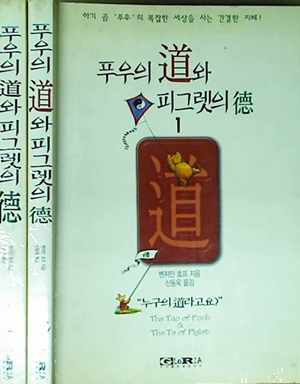 푸우의 道와 피그렛의 德
푸우의 道와 피그렛의 德
아기 곰 '푸우'의 복잡한 세상을 사는 간결한 지혜!
푸우의 道와
피그렛의 德
1
道
벤저민 호프 지음
신동욱 옮김
"누구의 道라고요?"
The Tao of Pooh
&
The Te of Piglet
GLORIA